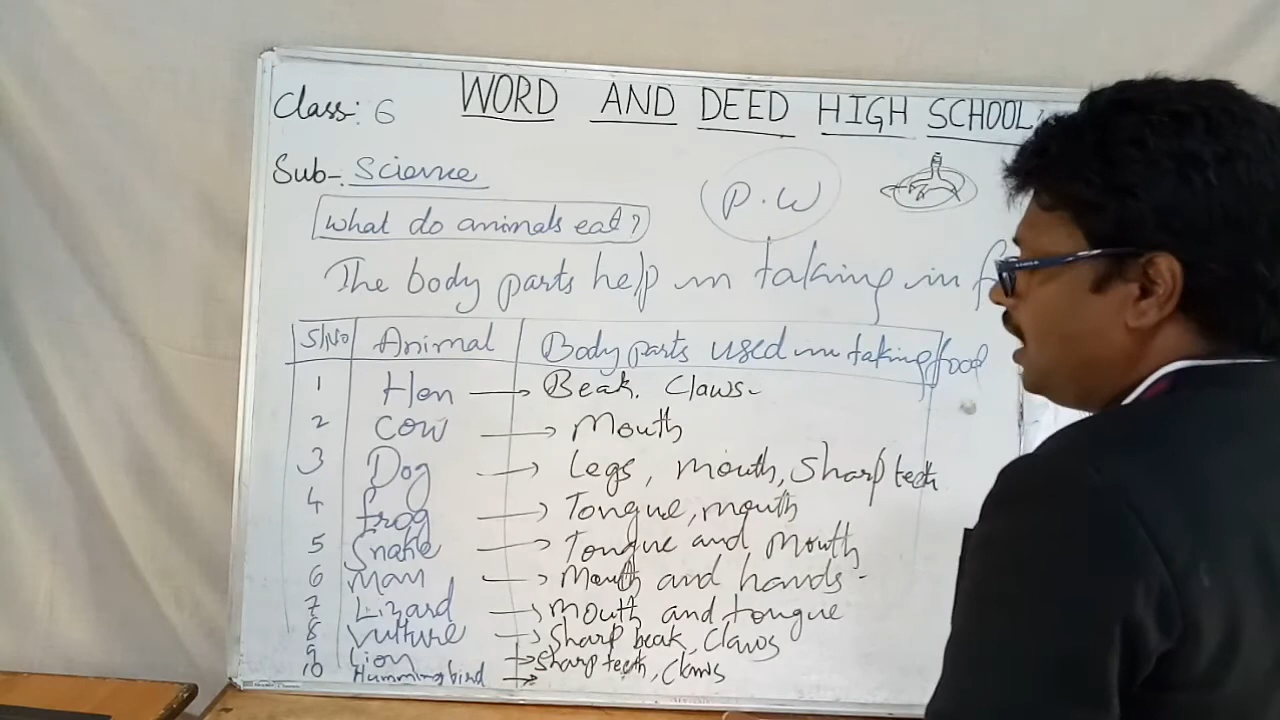 Class: 6
WORD AND DEED HIGH SCHOOL
Sub-. Science
P.W
What do animals eat?
The body parts help in taking in
S/No Animal Body parts used in taking food
1 Hen → Beak. Claws-
2 Cow → Mouth
3 Dog → Legs, mouth, Sharp teeth
4 frog → Tongue, mouth
5 Snake → Tongue and Mouth
6 Man → Mouth and hands-
7 Lizard → mouth and tongue
8 Vulture → Sharp beak, Claws
9 Lion → Sharp teeth, Claws
10 Hummingbird →